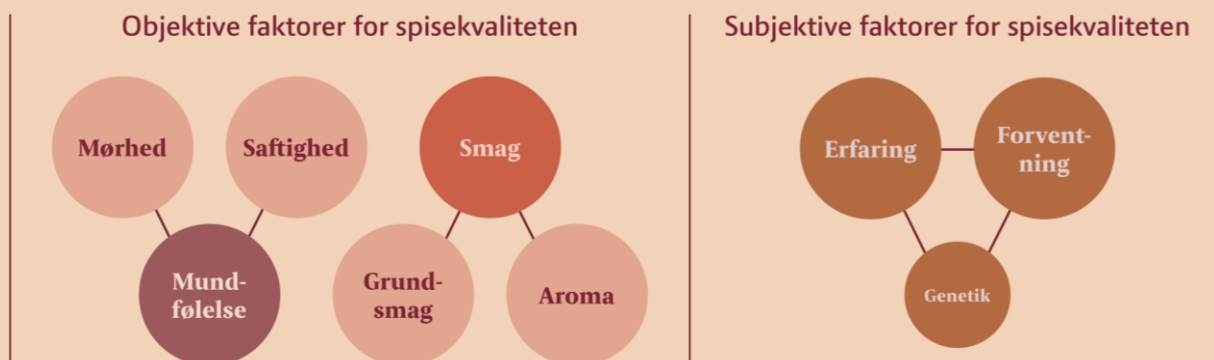 Objektive faktorer for spisekvaliteten
Mørhed
Saftighed
Smag
Mund-
følelse
Grund-
smag
Aroma
Subjektive faktorer for spisekvaliteten
Erfaring
Forvent-
ning
Genetik